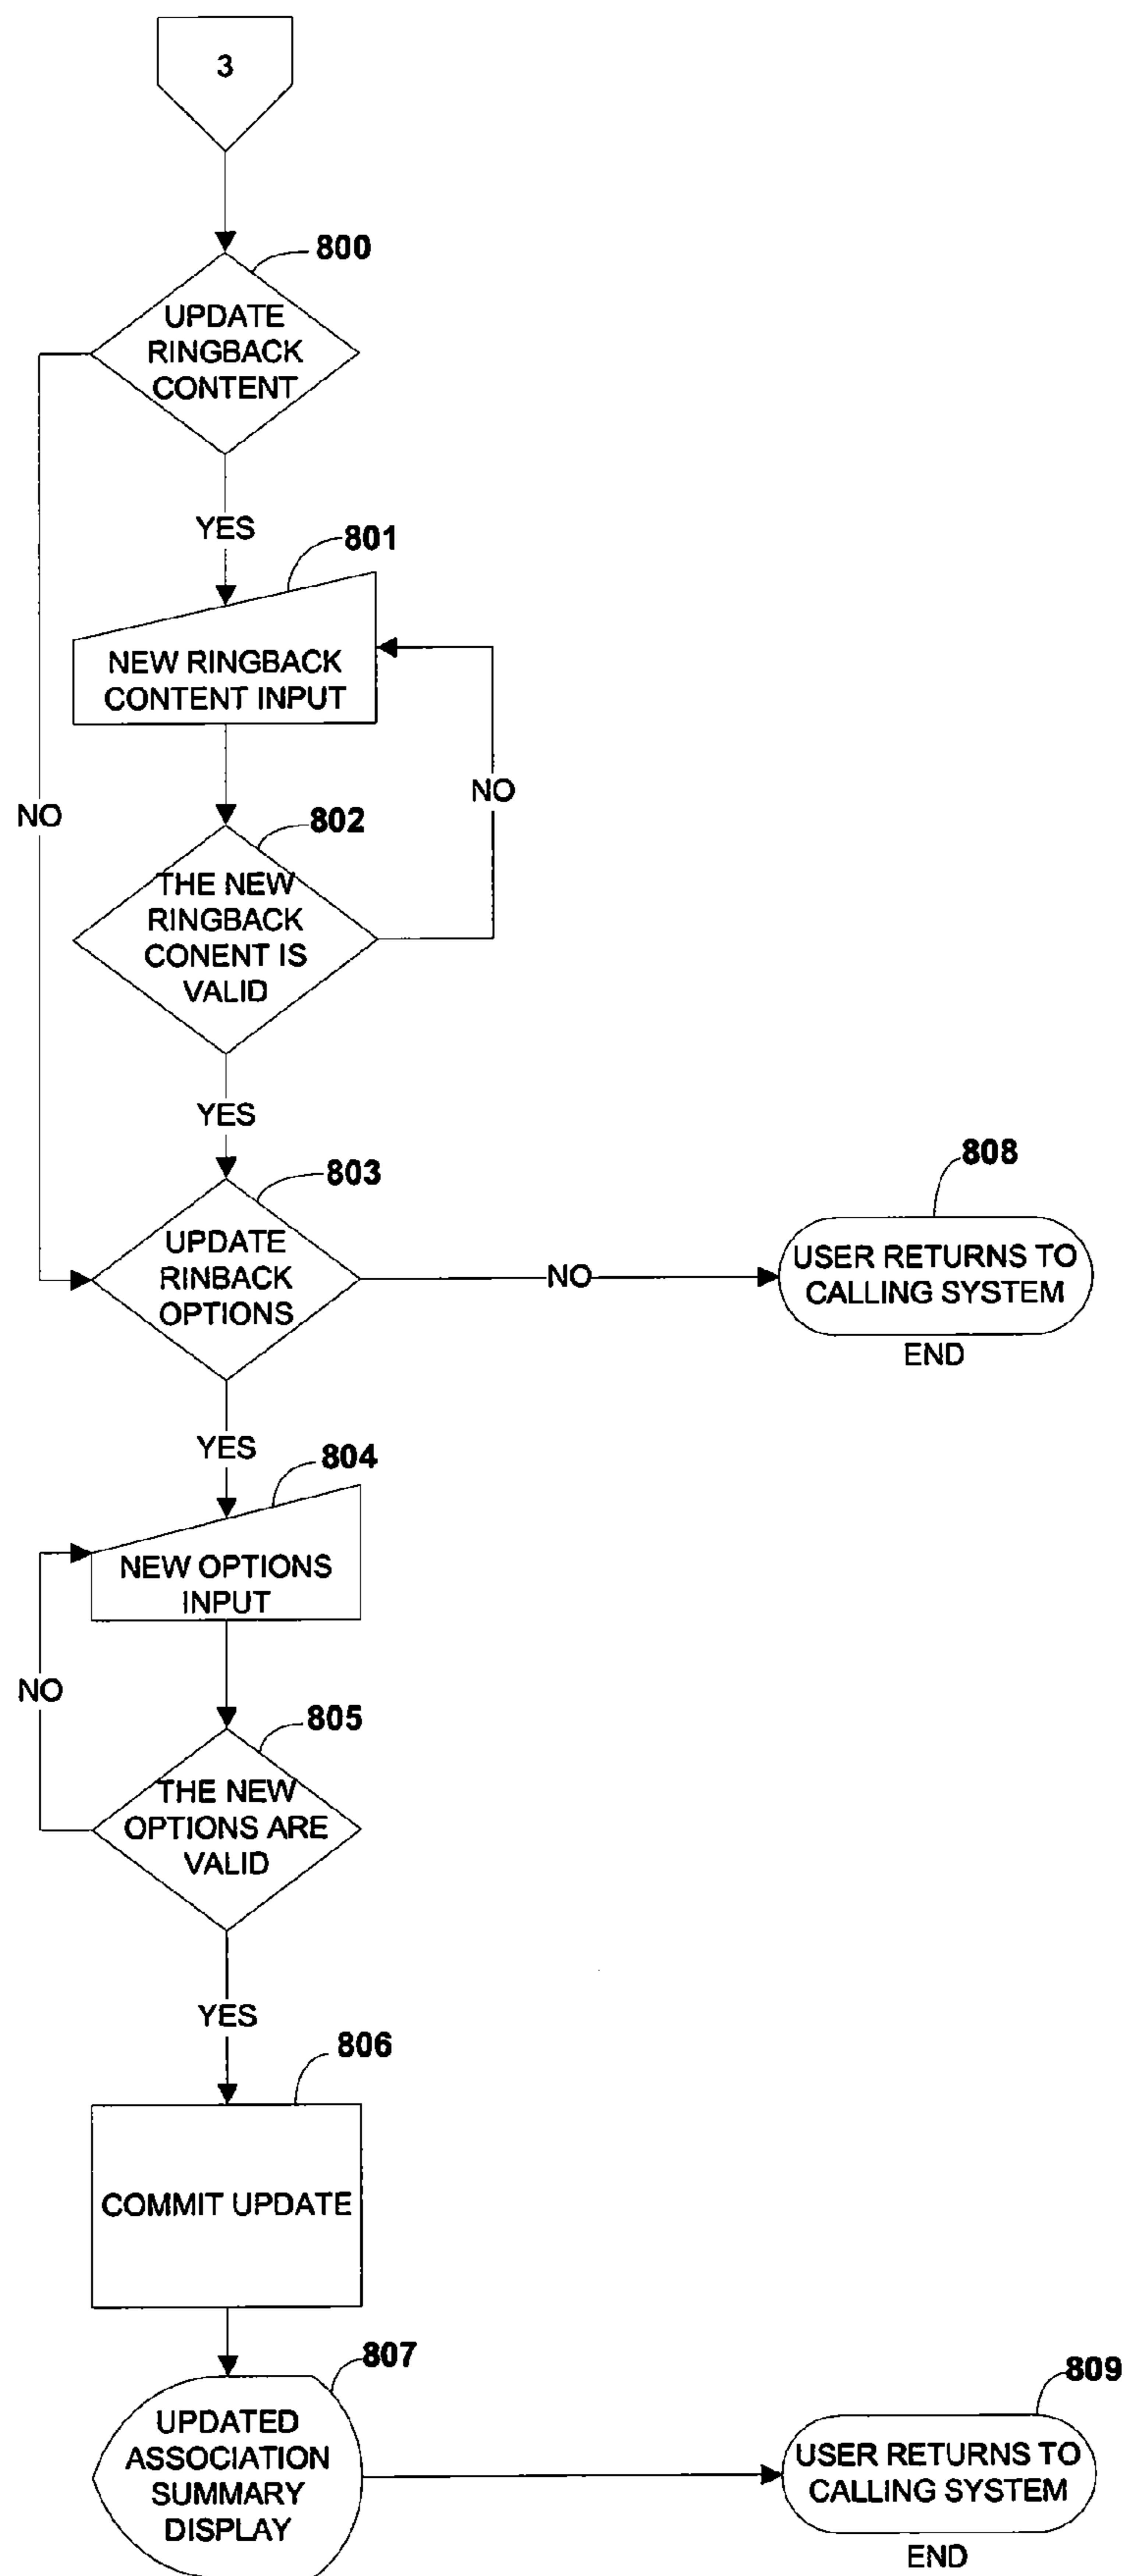 3
800
UPDATE
RINGBACK
CONTENT
YES
801
NEW RINGBACK
CONTENT INPUT
NO
NO
802
THE NEW
RINGBACK
CONENT IS
VALID
YES
803
UPDATE
RINBACK
OPTIONS
NO
808
USER RETURNS TO
CALLING SYSTEM
END
YES
804
NEW OPTIONS
INPUT
NO
805
THE NEW
OPTIONS ARE
VALID
YES
806
COMMIT UPDATE
807
UPDATED
ASSOCIATION
SUMMARY
DISPLAY
809
USER RETURNS TO
CALLING SYSTEM
END